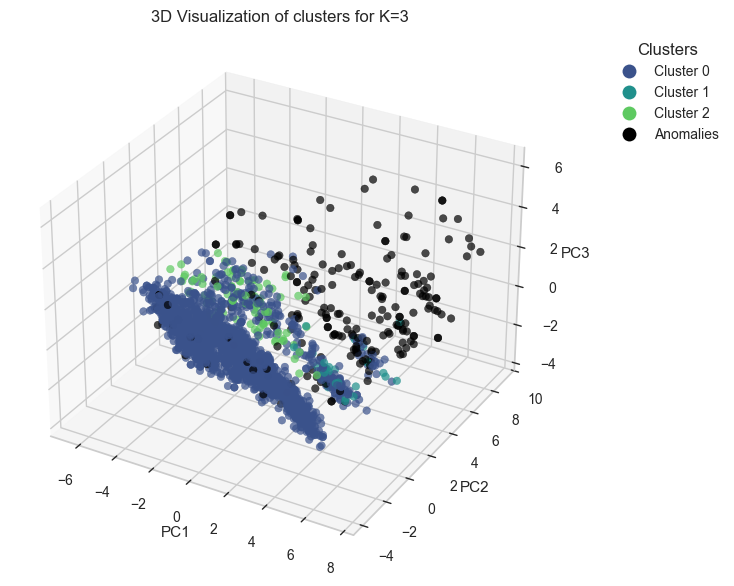 3D Visualization of clusters for K=3
Clusters
Cluster 0
Cluster 1
Cluster 2
Anomalies
6
4
2
PC3
0
−2
−4
10
8
6
4
2
PC2
0
−2
−4
−6
−4
−2
0
PC1
2
4
6
8